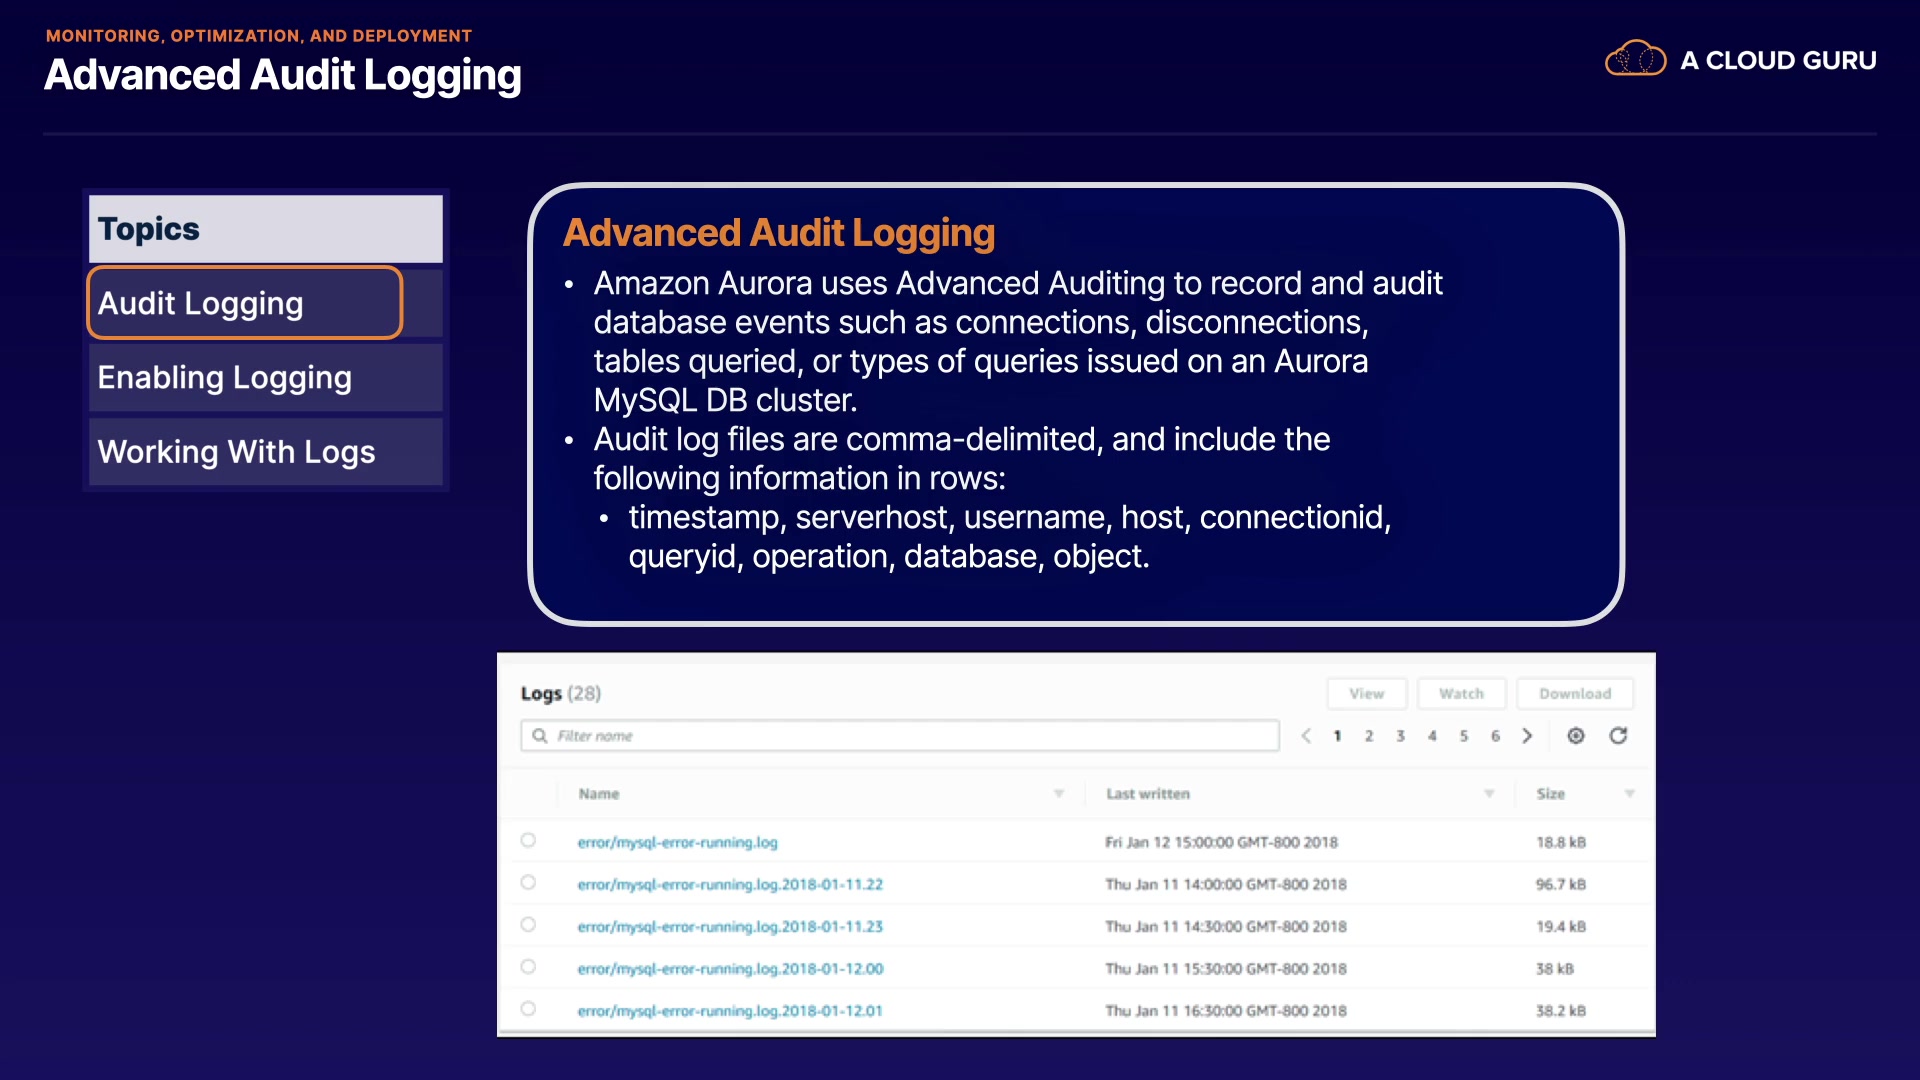 MONITORING, OPTIMIZATION, AND DEPLOYMENT
Advanced Audit Logging
A CLOUD GURU
Topics
Audit Logging
Enabling Logging
Working With Logs
Advanced Audit Logging
• Amazon Aurora uses Advanced Auditing to record and audit
database events such as connections, disconnections,
tables queried, or types of queries issued on an Aurora
MySQL DB cluster.
• Audit log files are comma-delimited, and include the
following information in rows:
• timestamp, serverhost, username, host, connectionid,
queryid, operation, database, object.
Logs (28)
View Watch Download
Filter name
1 2 3 4 5 6
Name Last written Size
error/mysql-error-running.log Fri Jan 12 15:00:00 GMT-800 2018 18.8 kB
error/mysql-error-running.log.2018-01-11.22 Thu Jan 11 14:00:00 GMT-800 2018 96.7 kB
error/mysql-error-running.log.2018-01-11.23 Thu Jan 11 14:30:00 GMT-800 2018 19.4 kB
error/mysql-error-running.log.2018-01-12.00 Thu Jan 11 15:30:00 GMT-800 2018 38 kB
error/mysql-error-running.log.2018-01-12.01 Thu Jan 11 16:30:00 GMT-800 2018 38.2 kB